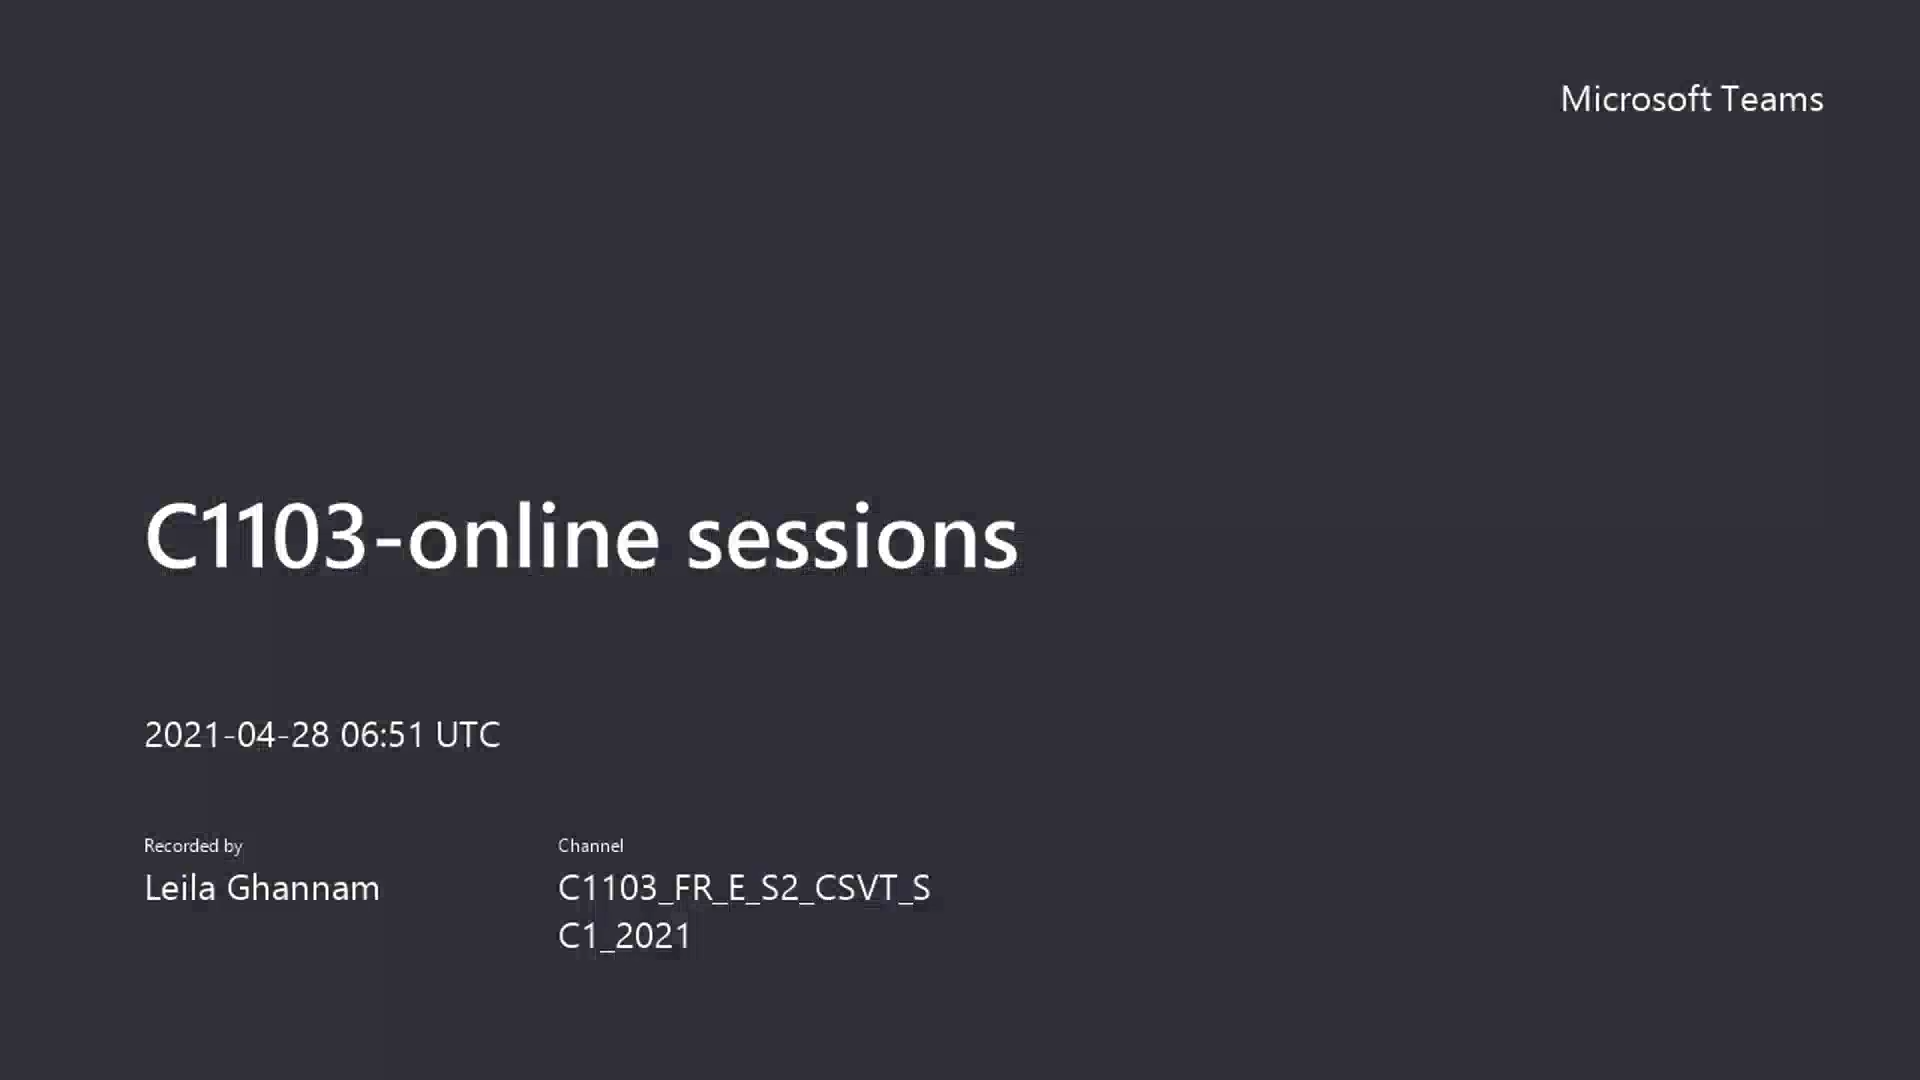 Microsoft Teams
C1103-online sessions
2021-04-28 06:51 UTC
Recorded by
Leila Ghannam
Channel
C1103_FR_E_S2_CSVT_S
C1_2021